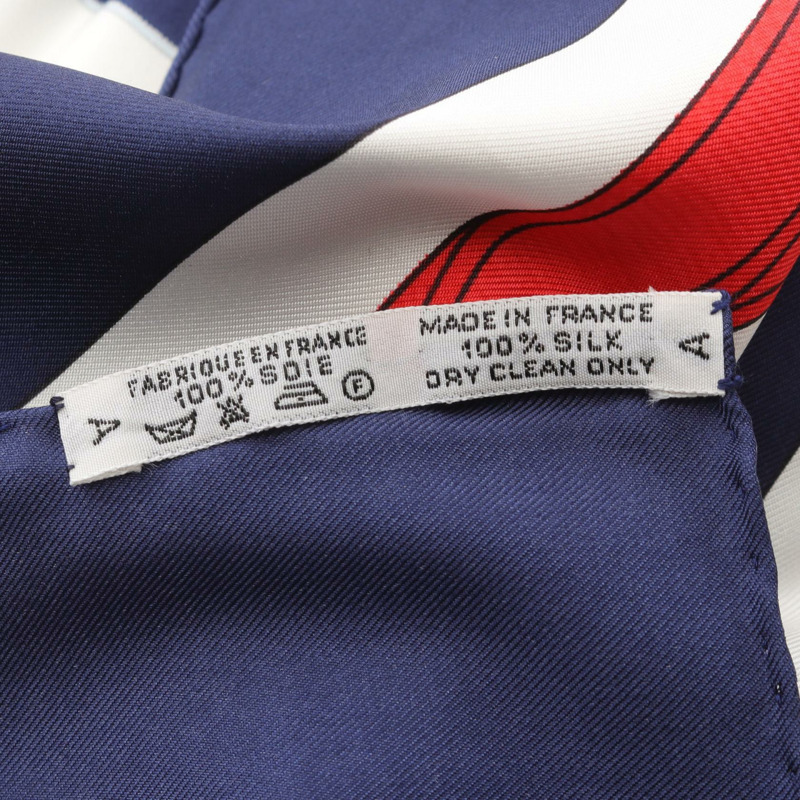 A
FABRIQUE EN FRANCE
100% SOIE
F
MADE IN FRANCE
100% SILK
DRY CLEAN ONLY
A